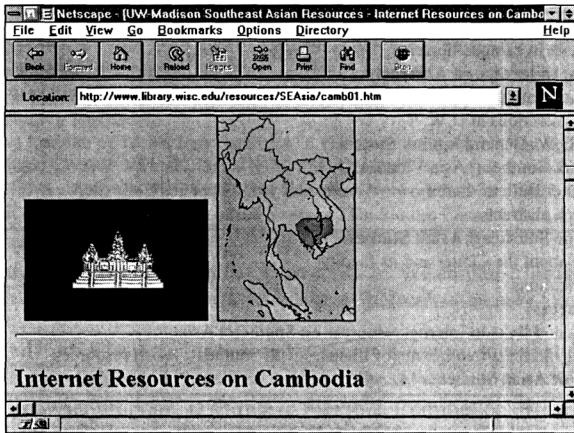 Netscape - [UW-Madison Southeast Asian Resources - Internet Resources on Cambo
File Edit View Go Bookmarks Options Directory Help
Back Forward Home Reload Images Open Print Find Stop
Location: http://www.library.wisc.edu/resources/SEAsia/camb01.htm N
Internet Resources on Cambodia